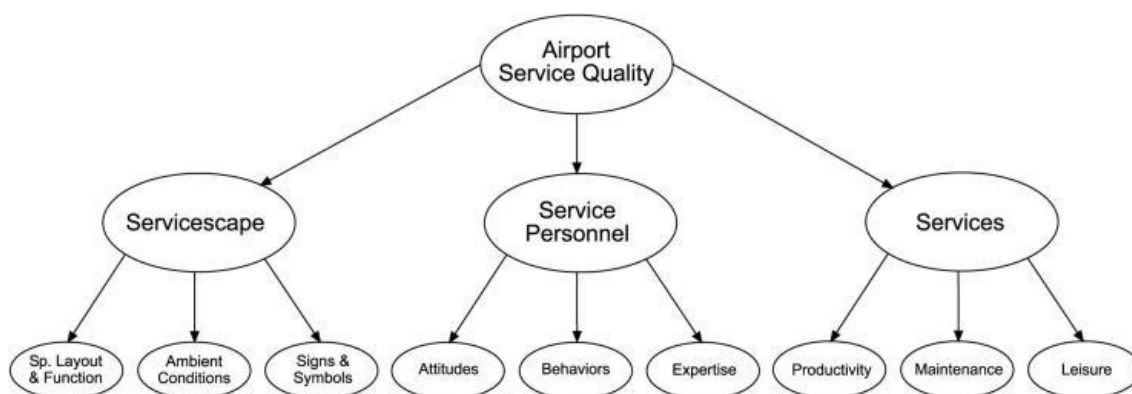 Airport
Service Quality
Servicescape
Service
Personnel
Services
Sp. Layout
& Function
Ambient
Conditions
Signs &
Symbols
Attitudes
Behaviors
Expertise
Productivity
Maintenance
Leisure